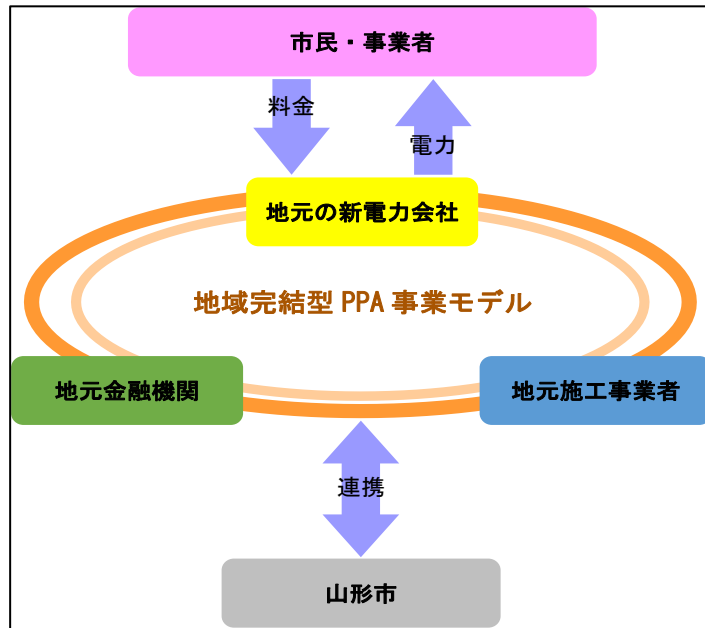 市民・事業者
料金
電力
地元の新電力会社
地域完結型 PPA 事業モデル
地元金融機関
地元施工事業者
連携
山形市